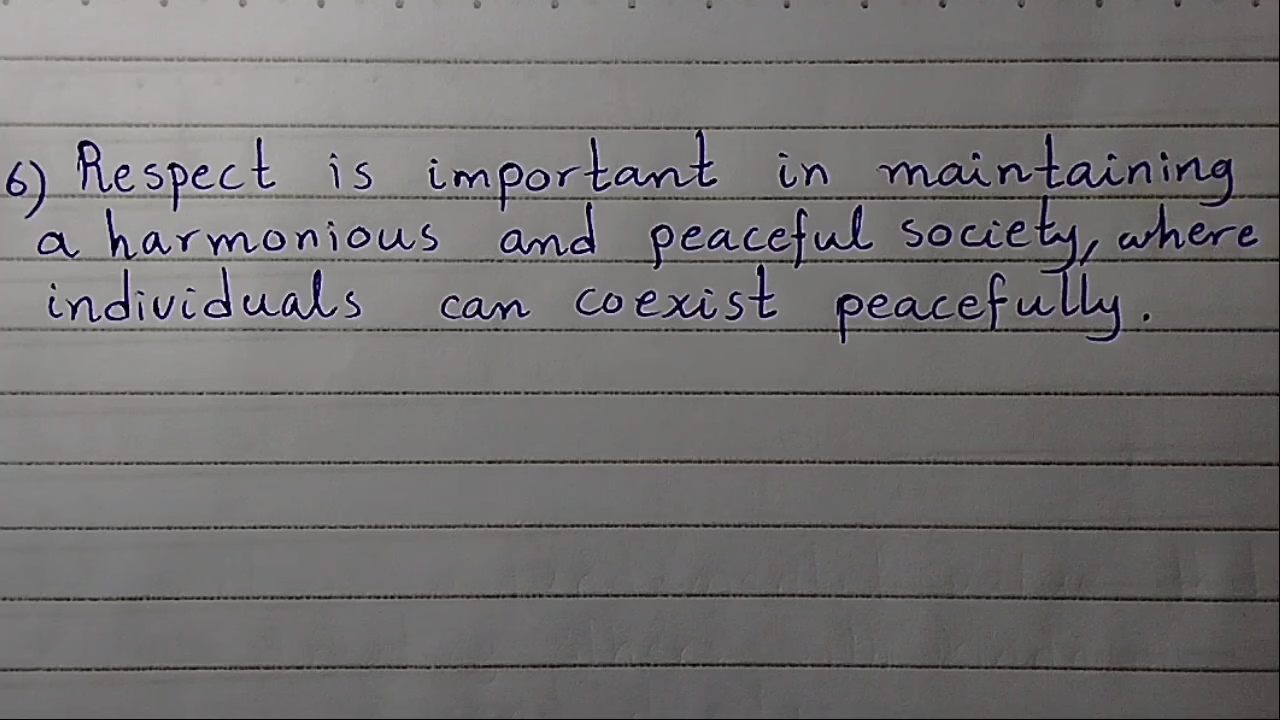 6) Respect is important in maintaining
a harmonious and peaceful society, where
individuals can coexist peacefully.